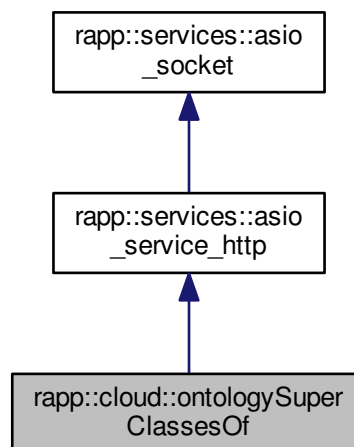 rapp::services::asio
_socket
rapp::services::asio
_service_http
rapp::cloud::ontologySuper
ClassesOf